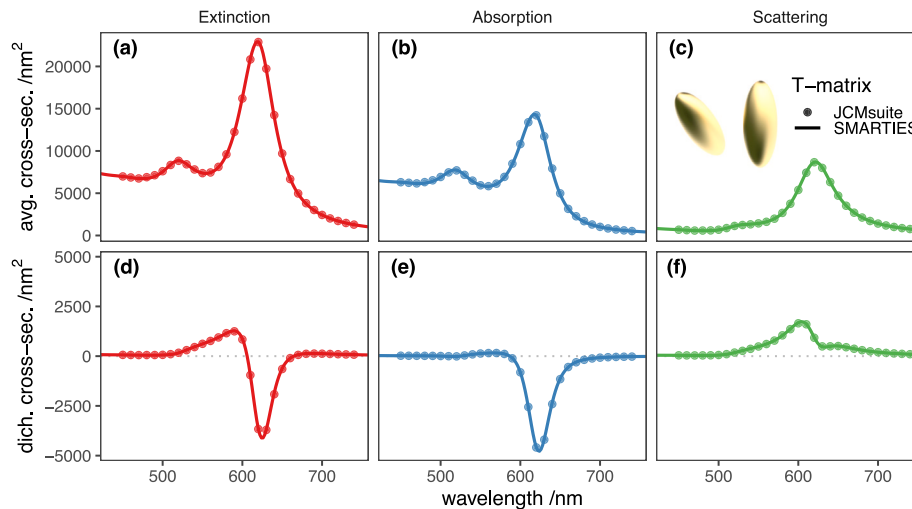 Extinction
Absorption
Scattering
avg. cross−sec. /nm²
20000
15000
10000
5000
0
(a)
(b)
(c)
T−matrix
JCMsuite
SMARTIES
dich. cross−sec. /nm²
5000
2500
0
−2500
−5000
(d)
(e)
(f)
500 600 700
500 600 700
500 600 700
wavelength /nm